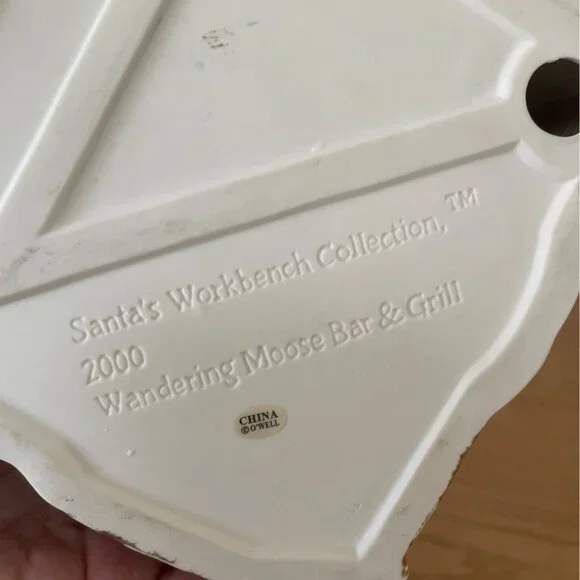 Santa's Workbench Collection,™
2000
Wandering Moose Bar & Grill
CHINA
© O'WELL